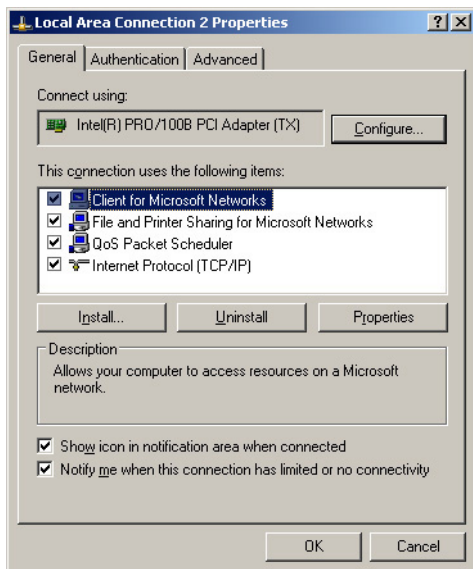 Local Area Connection 2 Properties
General Authentication Advanced
Connect using:
Intel(R) PRO/100B PCI Adapter (TX) Configure...
This connection uses the following items:
Client for Microsoft Networks
File and Printer Sharing for Microsoft Networks
QoS Packet Scheduler
Internet Protocol (TCP/IP)
Install... Uninstall Properties
Description
Allows your computer to access resources on a Microsoft
network.
Show icon in notification area when connected
Notify me when this connection has limited or no connectivity
OK Cancel